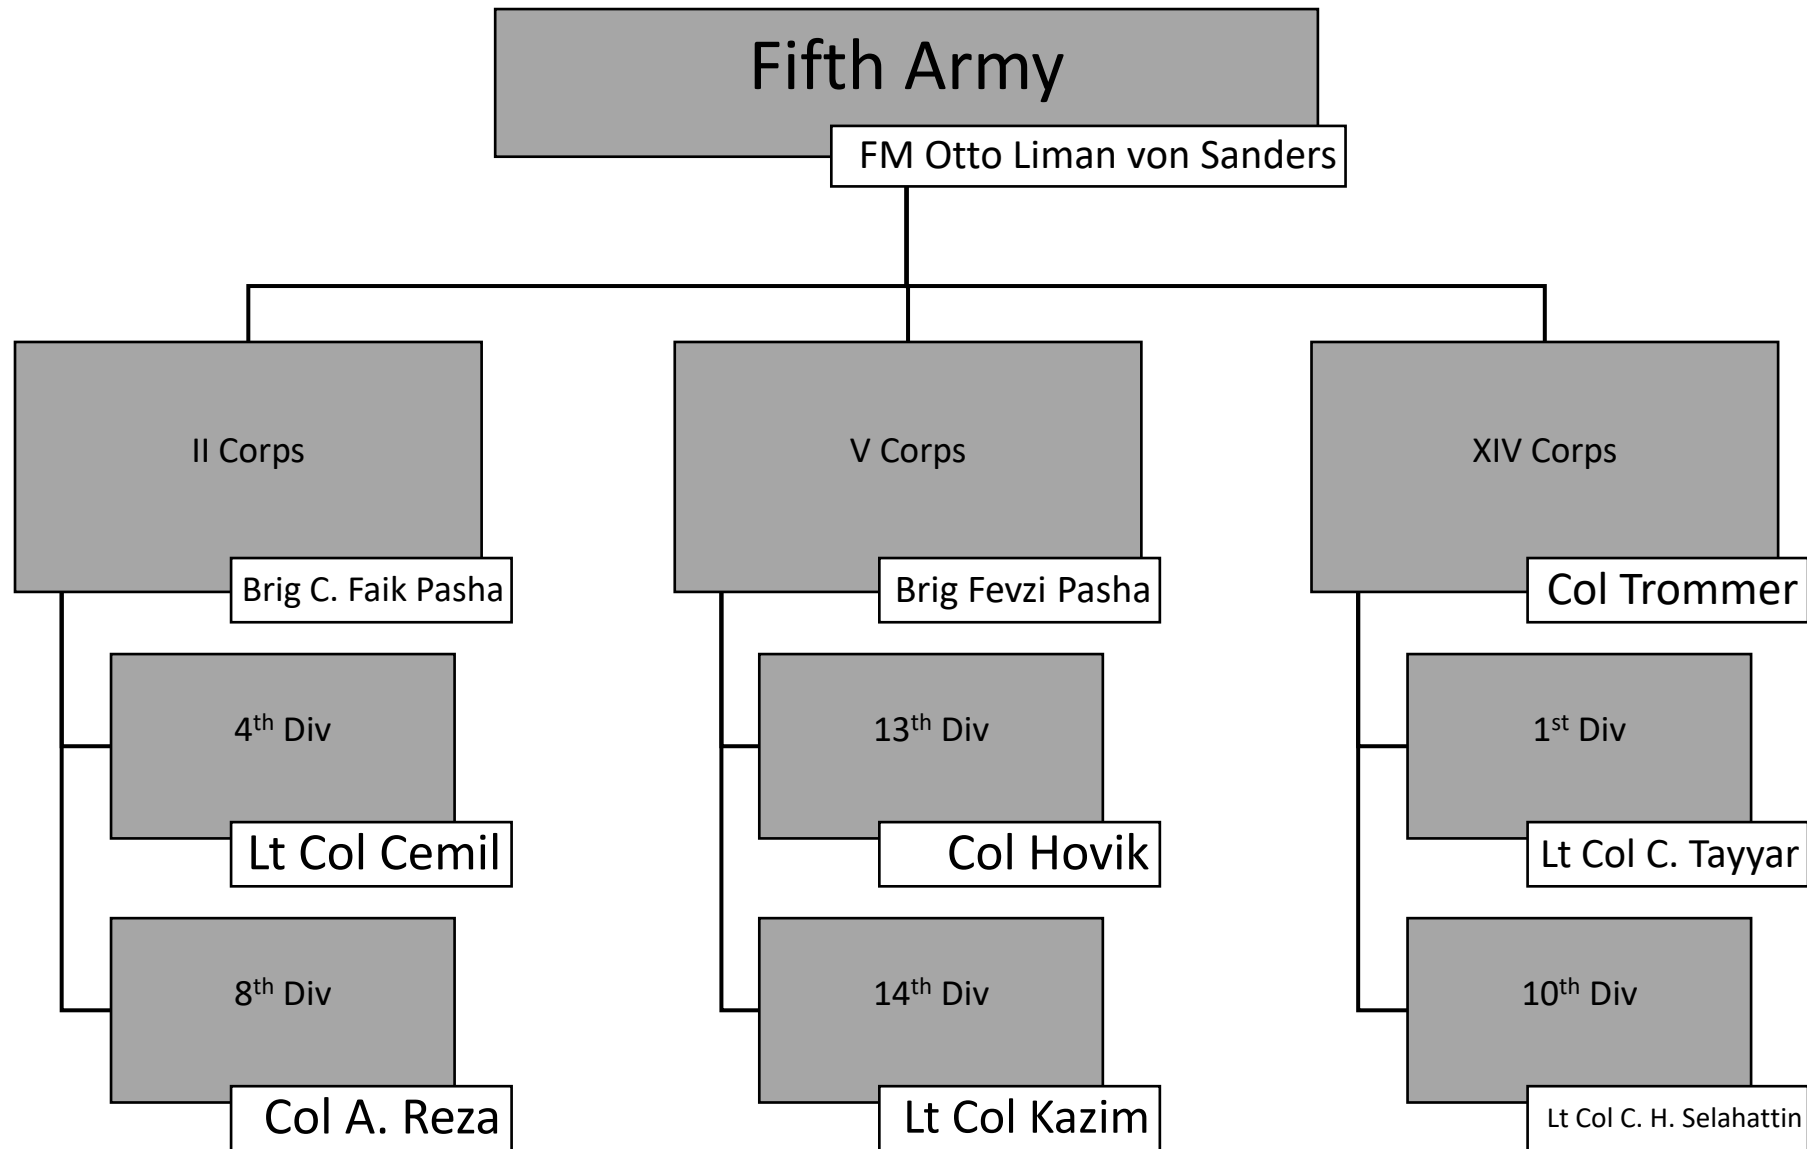 Fifth Army
FM Otto Liman von Sanders
II Corps
Brig C. Faik Pasha
V Corps
Brig Fevzi Pasha
XIV Corps
Col Trommer
4th Div
Lt Col Cemil
13th Div
Col Hovik
1st Div
Lt Col C. Tayyar
8th Div
Col A. Reza
14th Div
Lt Col Kazim
10th Div
Lt Col C. H. Selahattin